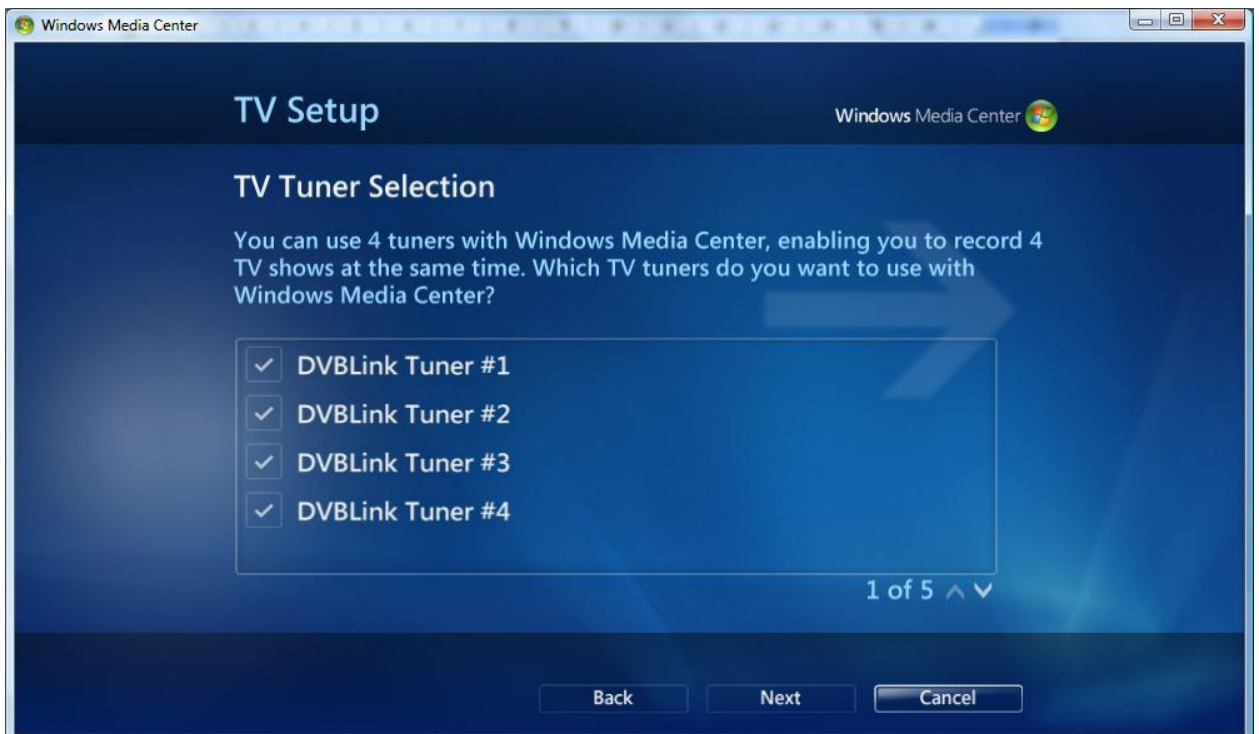 Windows Media Center
TV Setup
Windows Media Center
TV Tuner Selection
You can use 4 tuners with Windows Media Center, enabling you to record 4
TV shows at the same time. Which TV tuners do you want to use with
Windows Media Center?
DVBLink Tuner #1
DVBLink Tuner #2
DVBLink Tuner #3
DVBLink Tuner #4
1 of 5
Back Next Cancel